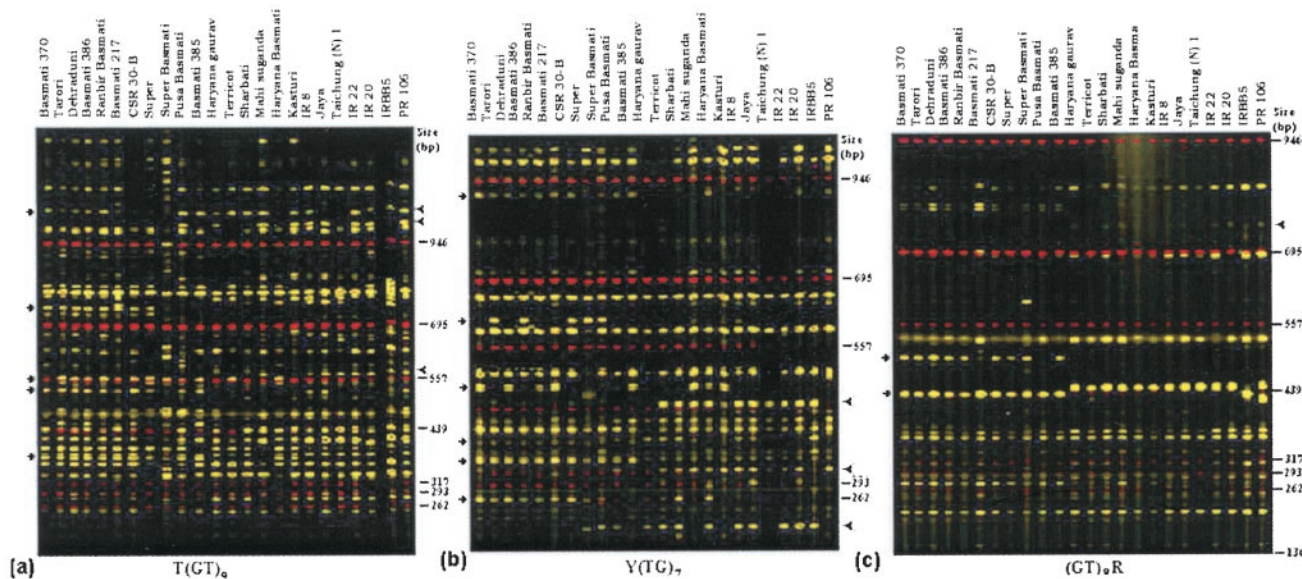 Basmati 370
Tarori
Dehraduni
Basmati 386
Ranbir Basmati
Basmati 217
CSR 30-B
Super
Super Basmati
Pusa Basmati
Basmati 385
Haryana gaurav
Terricot
Sharbati
Mahi suganda
Haryana Basmati
Kasturi
IR 8
Jaya
Taichung (N) 1
IR 22
IR 20
IRBB5
PR 106
Size
(bp)
946
695
557
439
317
293
262
(a)
T(GT)₉
Basmati 370
Tarori
Dehraduni
Basmati 386
Ranbir Basmati
Basmati 217
CSR 30-B
Super
Super Basmati
Pusa Basmati
Basmati 385
Haryana gaurav
Terricot
Sharbati
Mahi suganda
Haryana Basmati
Kasturi
IR 8
Jaya
Taichung (N) 1
IR 22
IR 20
IRBB5
PR 106
Size
(bp)
946
695
557
439
317
293
262
(b)
Y(TG)₇
Basmati 370
Tarori
Dehraduni
Basmati 386
Ranbir Basmati
Basmati 217
CSR 30-B
Super
Super Basmati
Pusa Basmati
Basmati 385
Haryana gaurav
Terricot
Sharbati
Mahi suganda
Haryana Basma
Kasturi
IR 8
Jaya
Taichung (N) 1
IR 22
IR 20
IRBB5
PR 106
Size
(bp)
946
695
557
439
317
293
262
136
(c)
(GT)₈R